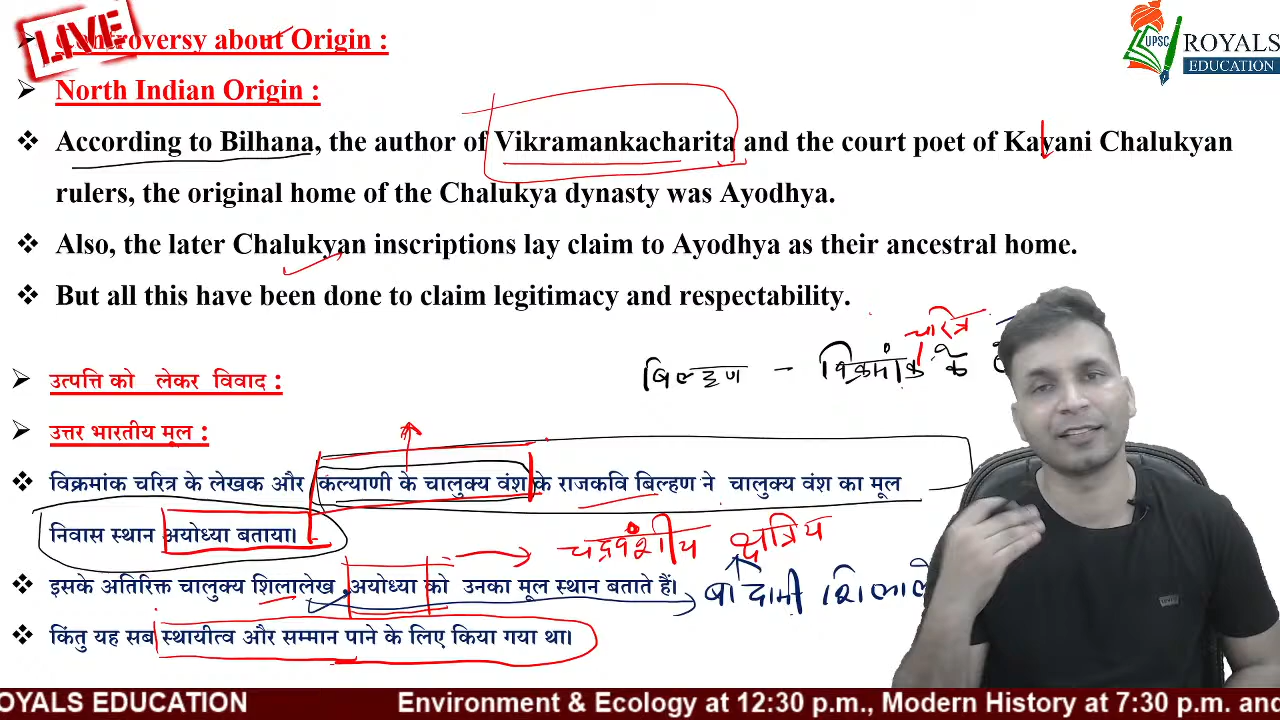 LIVE
Controversy about Origin :
UPSC ROYALS
EDUCATION
North Indian Origin :
According to Bilhana, the author of Vikramankacharita and the court poet of Kayani Chalukyan
rulers, the original home of the Chalukya dynasty was Ayodhya.
Also, the later Chalukyan inscriptions lay claim to Ayodhya as their ancestral home.
But all this have been done to claim legitimacy and respectability.
चारित्र
बिल्हण - विक्रमांक के
उत्पत्ति को लेकर विवाद :
उत्तर भारतीय मूल :
विक्रमांक चरित्र के लेखक और कल्याणी के चालुक्य वंश के राजकवि बिल्हण ने चालुक्य वंश का मूल
निवास स्थान अयोध्या बताया।
चद्रवंशीय क्षत्रिय
इसके अतिरिक्त चालुक्य शिलालेख अयोध्या को उनका मूल स्थान बताते हैं।
बादामी शिलाले
किंतु यह सब स्थायीत्व और सम्मान पाने के लिए किया गया था।
ROYALS EDUCATION Environment & Ecology at 12:30 p.m., Modern History at 7:30 p.m. and